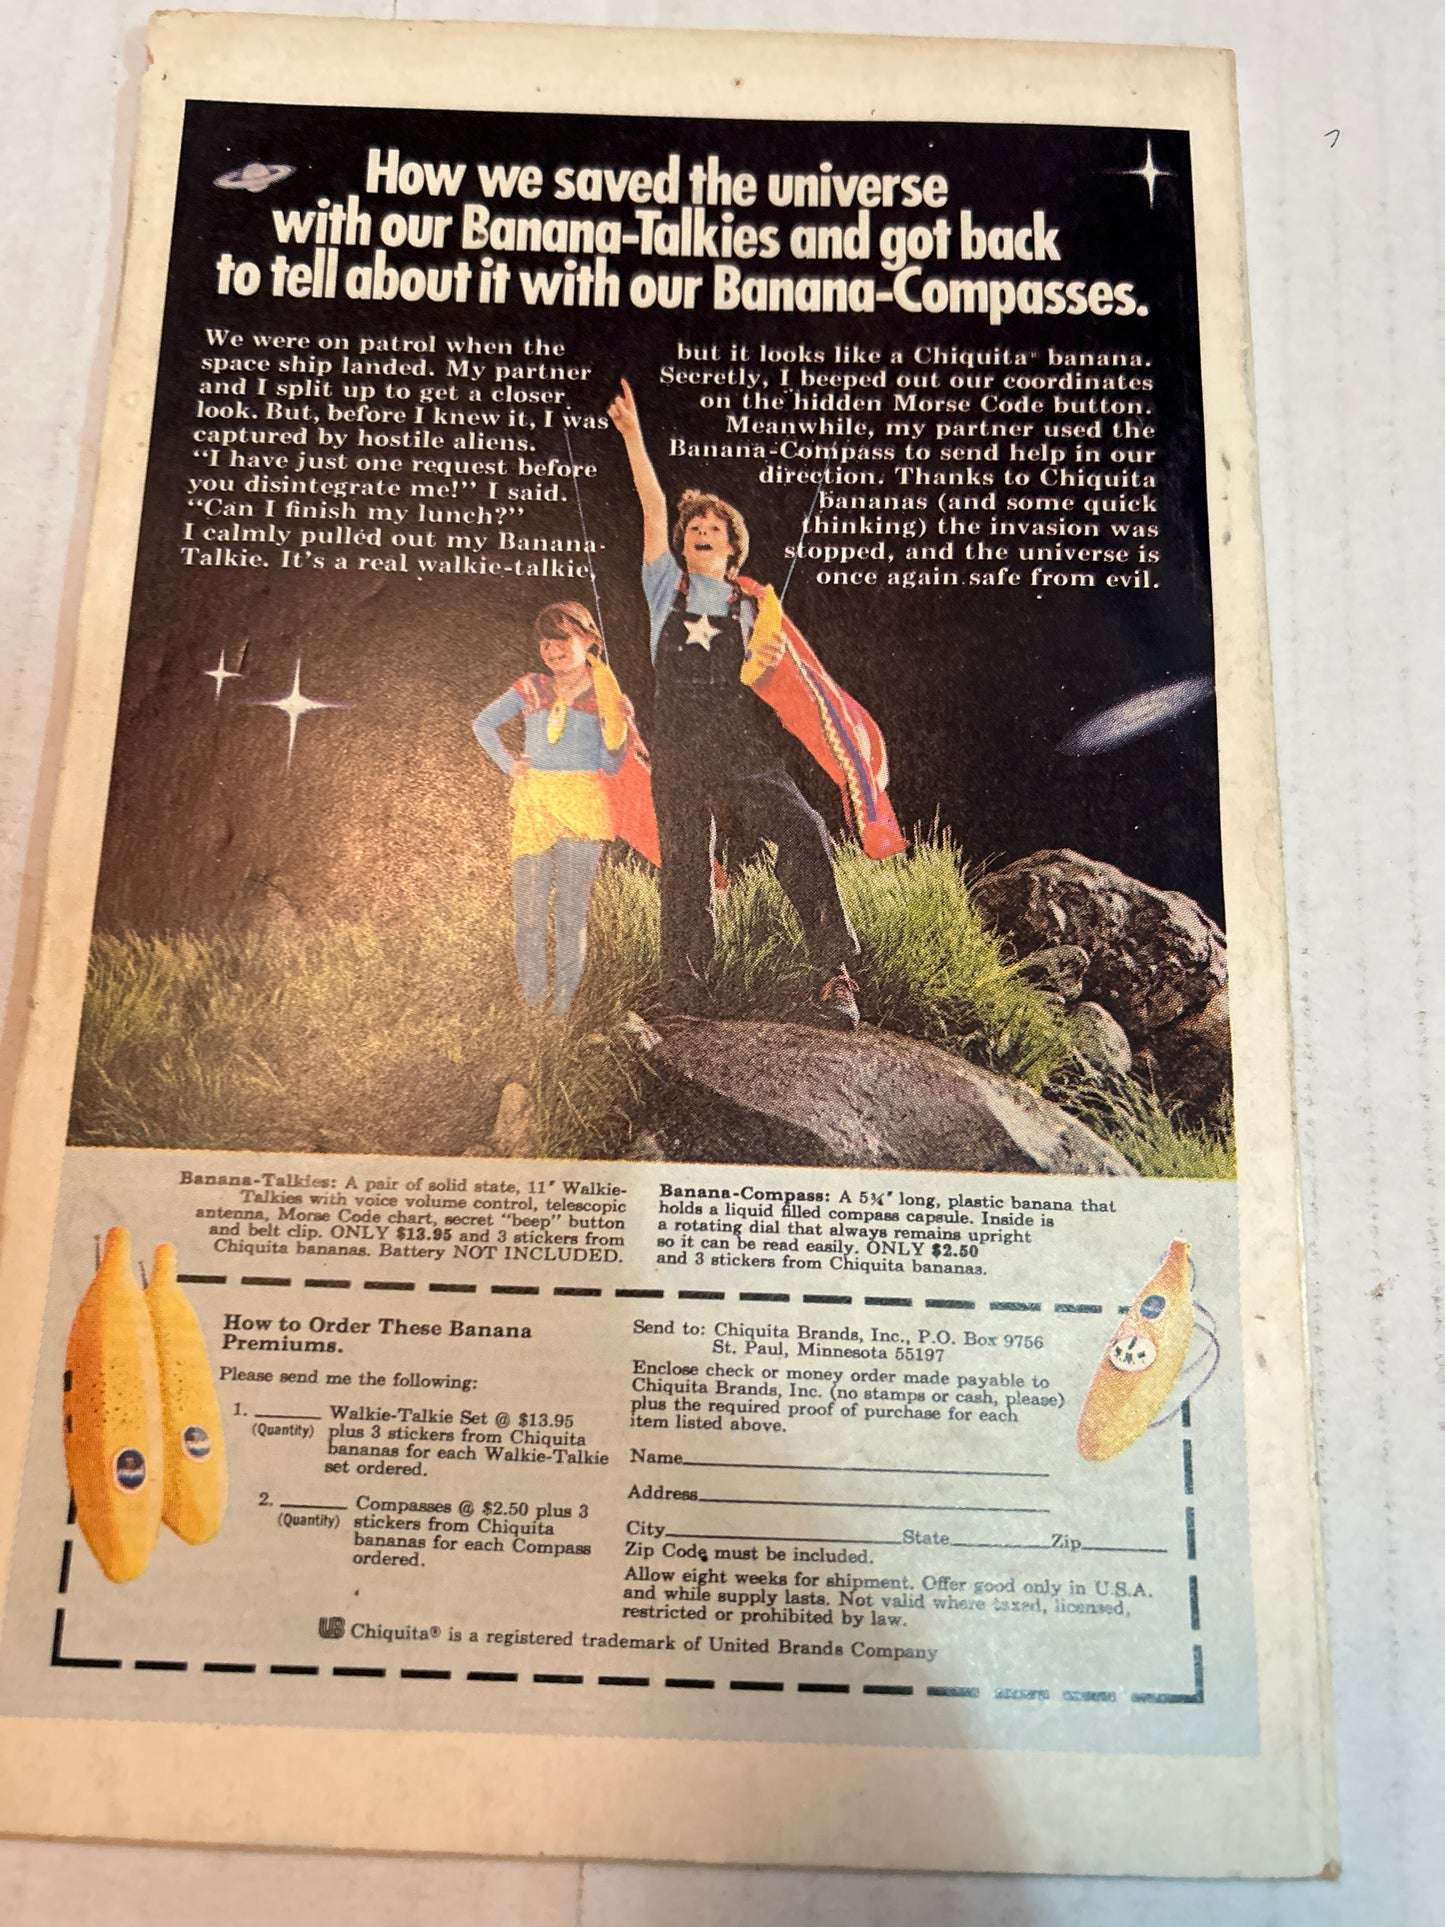 How we saved the universe
with our Banana-Talkies and got back
to tell about it with our Banana-Compasses.
We were on patrol when the
space ship landed. My partner
and I split up to get a closer
look. But, before I knew it, I was
captured by hostile aliens.
“I have just one request before
you disintegrate me!” I said.
“Can I finish my lunch?”
I calmly pulled out my Banana-
Talkie. It’s a real walkie-talkie,
but it looks like a Chiquita® banana.
Secretly, I beeped out our coordinates
on the hidden Morse Code button.
Meanwhile, my partner used the
Banana-Compass to send help in our
direction. Thanks to Chiquita
bananas (and some quick
thinking) the invasion was
stopped, and the universe is
once again safe from evil.
Banana-Talkies: A pair of solid state, 11″ Walkie-
Talkies with voice volume control, telescopic
antenna, Morse Code chart, secret “beep” button
and belt clip. ONLY $13.95 and 3 stickers from
Chiquita bananas. Battery NOT INCLUDED.
Banana-Compass: A 5¾″ long, plastic banana that
holds a liquid filled compass capsule. Inside is
a rotating dial that always remains upright
so it can be read easily. ONLY $2.50
and 3 stickers from Chiquita bananas.
How to Order These Banana
Premiums.
Please send me the following:
1. ______ Walkie-Talkie Set @ $13.95
(Quantity) plus 3 stickers from Chiquita
bananas for each Walkie-Talkie
set ordered.
2. ______ Compasses @ $2.50 plus 3
(Quantity) stickers from Chiquita
bananas for each Compass
ordered.
Send to: Chiquita Brands, Inc., P.O. Box 9756
St. Paul, Minnesota 55197
Enclose check or money order made payable to
Chiquita Brands, Inc. (no stamps or cash, please)
plus the required proof of purchase for each
item listed above.
Name
Address
City State Zip
Zip Code must be included.
Allow eight weeks for shipment. Offer good only in U.S.A.
and while supply lasts. Not valid where taxed, licensed,
restricted or prohibited by law.
UB Chiquita® is a registered trademark of United Brands Company